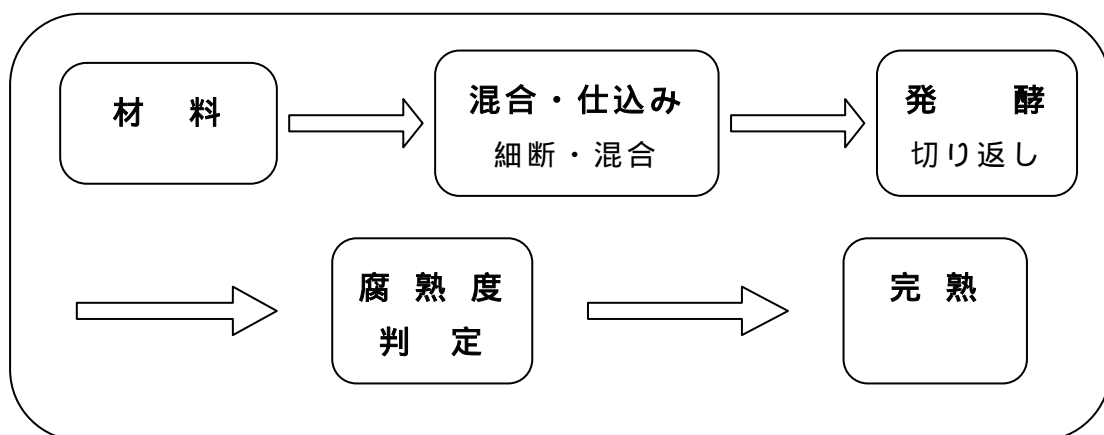 材　料
混合・仕込み
細断・混合
発　　酵
切り返し
腐 熟 度
判　定
完 熟